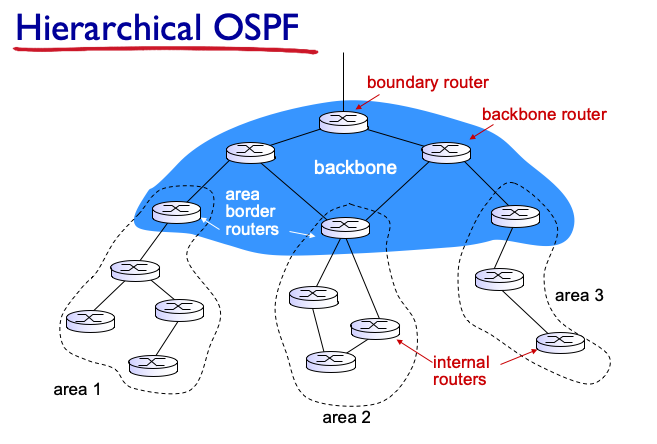 Hierarchical OSPF
boundary router
backbone router
backbone
area
border
routers
area 3
internal
routers
area 1
area 2